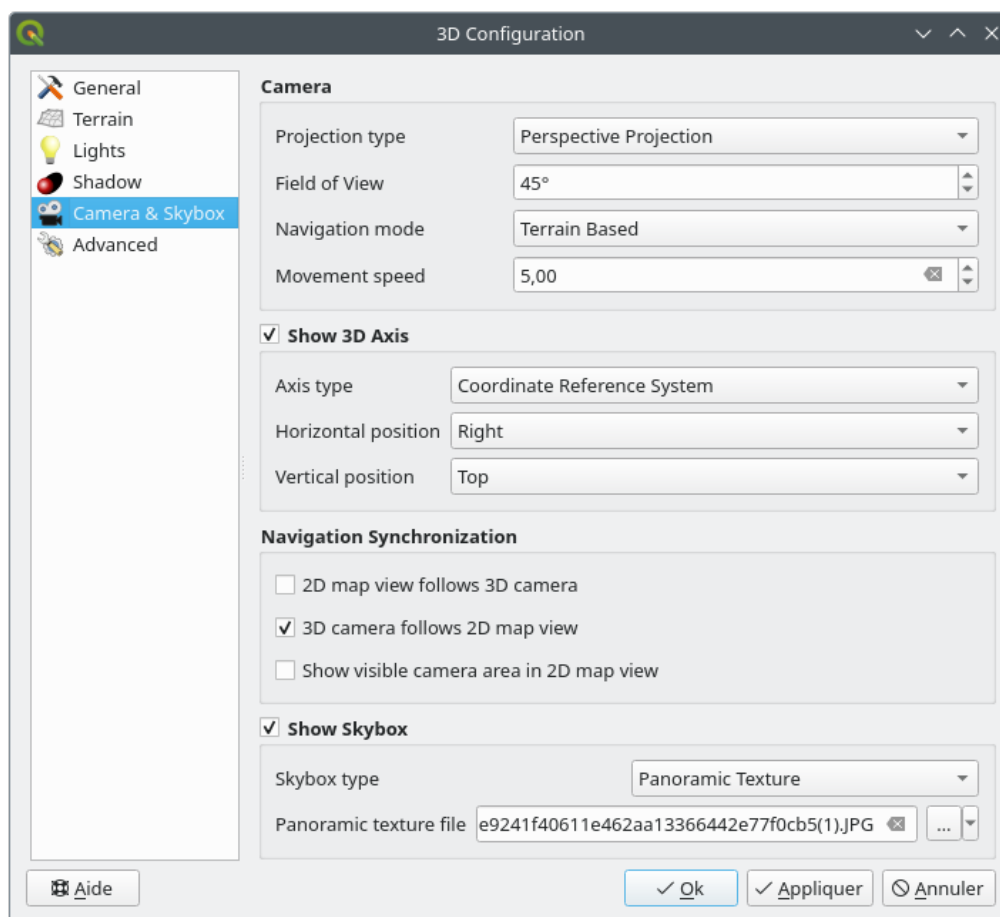 3D Configuration
General
Terrain
Lights
Shadow
Camera & Skybox
Advanced
Camera
Projection type Perspective Projection
Field of View 45°
Navigation mode Terrain Based
Movement speed 5,00
Show 3D Axis
Axis type Coordinate Reference System
Horizontal position Right
Vertical position Top
Navigation Synchronization
2D map view follows 3D camera
3D camera follows 2D map view
Show visible camera area in 2D map view
Show Skybox
Skybox type Panoramic Texture
Panoramic texture file e9241f40611e462aa13366442e77f0cb5(1).JPG ...
Aide Ok Appliquer Annuler